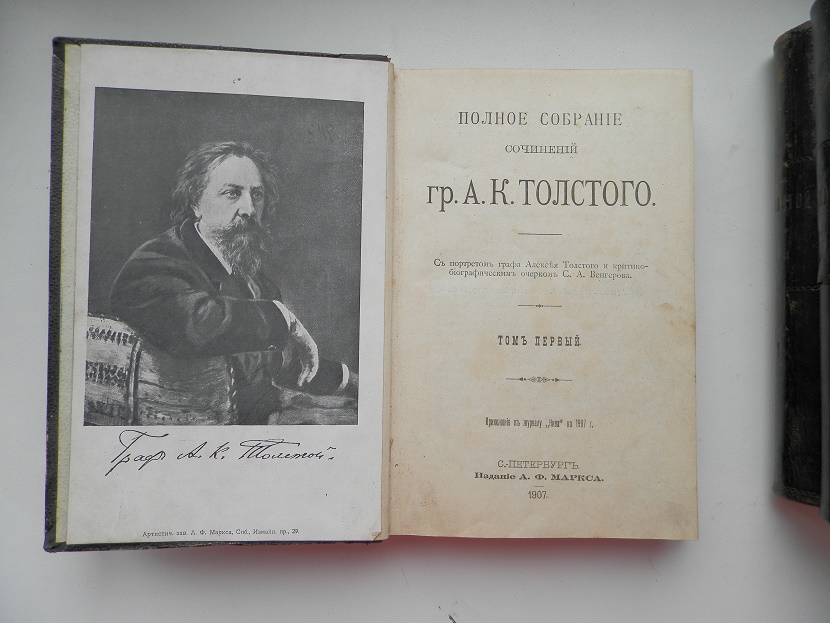 Графъ А. К. Толстой.
Артистич. зав. А. Ф. Маркса, Спб., Измайл. пр., 29.
ПОЛНОЕ СОБРАНІЕ
СОЧИНЕНІЙ
гр. А. К. ТОЛСТОГО.
Съ портретомъ графа Алексѣя Толстого и критико-
біографическимъ очеркомъ С. А. Венгерова.
ТОМЪ ПЕРВЫЙ.
Приложеніе къ журналу „Нива" на 1907 г.
С.-ПЕТЕРБУРГЪ.
Изданіе А. Ф. МАРКСА.
1907.